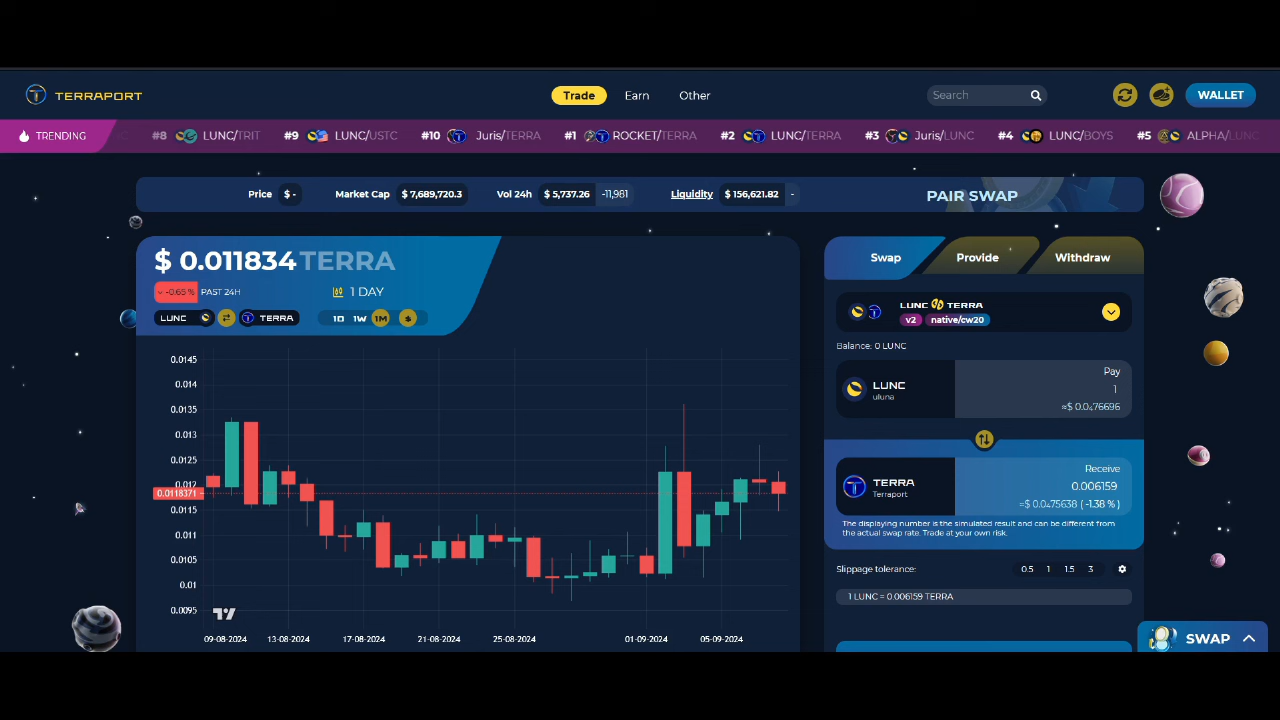 TERRAPORT
Trade Earn Other
Search
WALLET
TRENDING
#8 LUNC/TRIT #9 LUNC/USTC #10 Juris/TERRA #1 ROCKET/TERRA #2 LUNC/TERRA #3 Juris/LUNC #4 LUNC/BOYS #5 ALPHA/LUNC
Price $ - Market Cap $ 7,689,720.3 Vol 24h $ 5,737.26 -11,981 Liquidity $ 156,621.82 -
PAIR SWAP
$ 0.011834 TERRA
-0.65 % PAST 24H 1 DAY
LUNC TERRA 1D 1W 1M $
0.0145
0.014
0.0135
0.013
0.0125
0.012
0.0118371
0.0115
0.011
0.0105
0.01
0.0095
09-08-2024 13-08-2024 17-08-2024 21-08-2024 25-08-2024 01-09-2024 05-09-2024
Swap Provide Withdraw
LUNC TERRA
v2 native/cw20
Balance: 0 LUNC
Pay
LUNC
uluna
1
≈$ 0.0₄76696
Receive
TERRA
Terraport
0.006159
≈$ 0.0₄75638 ( -1.38 % )
The displaying number is the simulated result and can be different from
the actual swap rate. Trade at your own risk.
Slippage tolerance: 0.5 1 1.5 3
1 LUNC = 0.006159 TERRA
SWAP